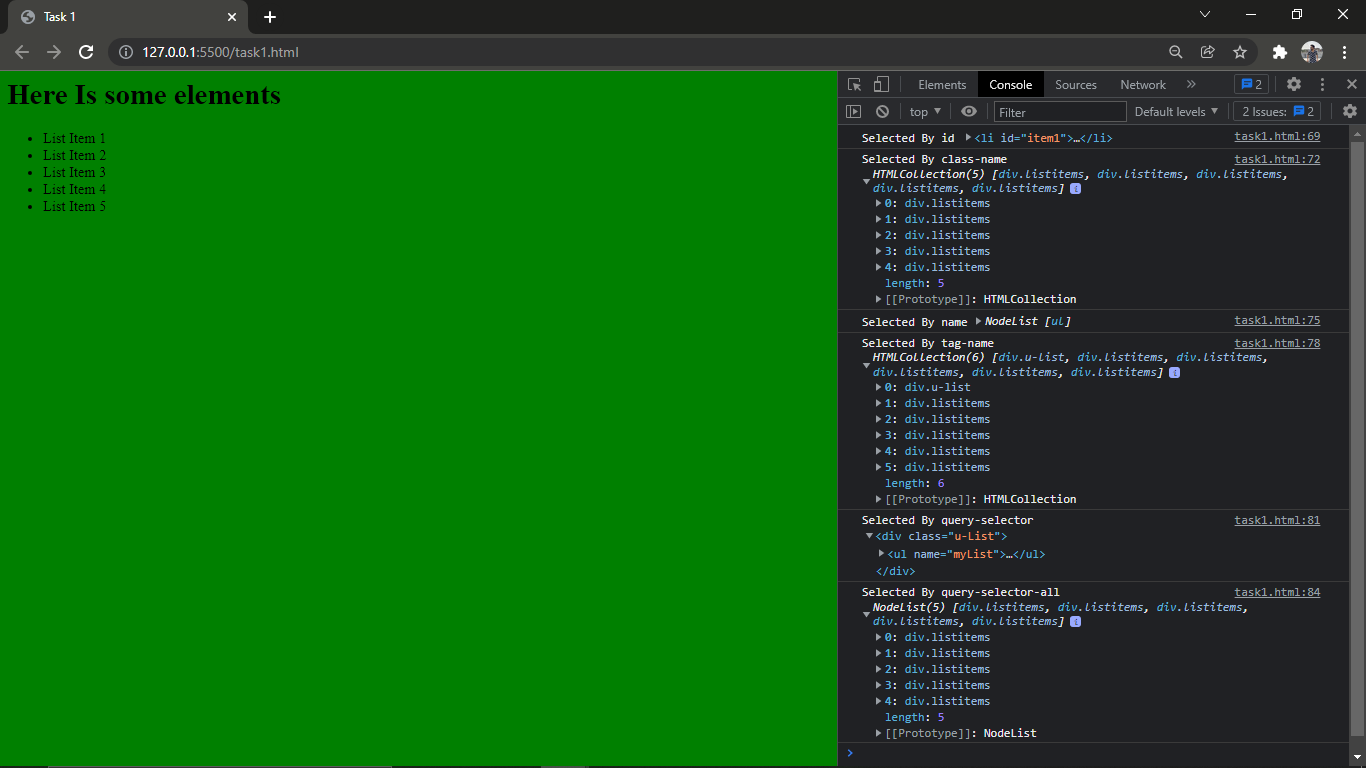 Task 1
127.0.0.1:5500/task1.html
Here Is some elements
• List Item 1
• List Item 2
• List Item 3
• List Item 4
• List Item 5
Elements Console Sources Network » 2
top Filter Default levels 2 Issues: 2
Selected By id <li id="item1">…</li> task1.html:69
Selected By class-name task1.html:72
HTMLCollection(5) [div.listitems, div.listitems, div.listitems,
div.listitems, div.listitems] i
0: div.listitems
1: div.listitems
2: div.listitems
3: div.listitems
4: div.listitems
length: 5
[[Prototype]]: HTMLCollection
Selected By name NodeList [ul] task1.html:75
Selected By tag-name task1.html:78
HTMLCollection(6) [div.u-list, div.listitems, div.listitems,
div.listitems, div.listitems, div.listitems] i
0: div.u-list
1: div.listitems
2: div.listitems
3: div.listitems
4: div.listitems
5: div.listitems
length: 6
[[Prototype]]: HTMLCollection
Selected By query-selector task1.html:81
<div class="u-List">
<ul name="myList">…</ul>
</div>
Selected By query-selector-all task1.html:84
NodeList(5) [div.listitems, div.listitems, div.listitems,
div.listitems, div.listitems] i
0: div.listitems
1: div.listitems
2: div.listitems
3: div.listitems
4: div.listitems
length: 5
[[Prototype]]: NodeList